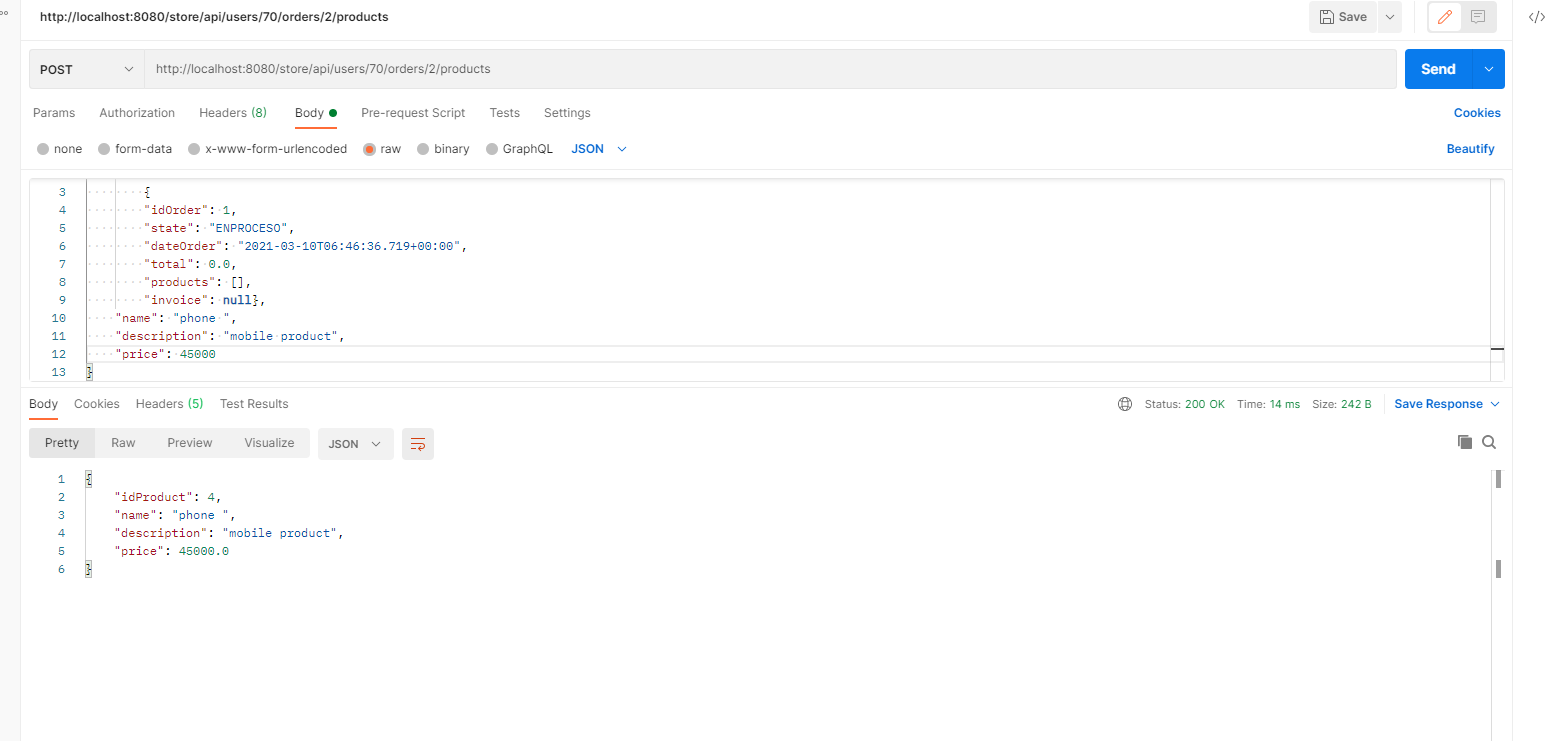 http://localhost:8080/store/api/users/70/orders/2/products
Save
POST
http://localhost:8080/store/api/users/70/orders/2/products
Send
Params Authorization Headers (8) Body Pre-request Script Tests Settings Cookies
none form-data x-www-form-urlencoded raw binary GraphQL JSON Beautify
3 {
4 "idOrder": 1,
5 "state": "ENPROCESO",
6 "dateOrder": "2021-03-10T06:46:36.719+00:00",
7 "total": 0.0,
8 "products": [],
9 "invoice": null},
10 "name": "phone ",
11 "description": "mobile product",
12 "price": 45000
13 }
Body Cookies Headers (5) Test Results Status: 200 OK Time: 14 ms Size: 242 B Save Response
Pretty Raw Preview Visualize JSON
1 {
2 "idProduct": 4,
3 "name": "phone ",
4 "description": "mobile product",
5 "price": 45000.0
6 }